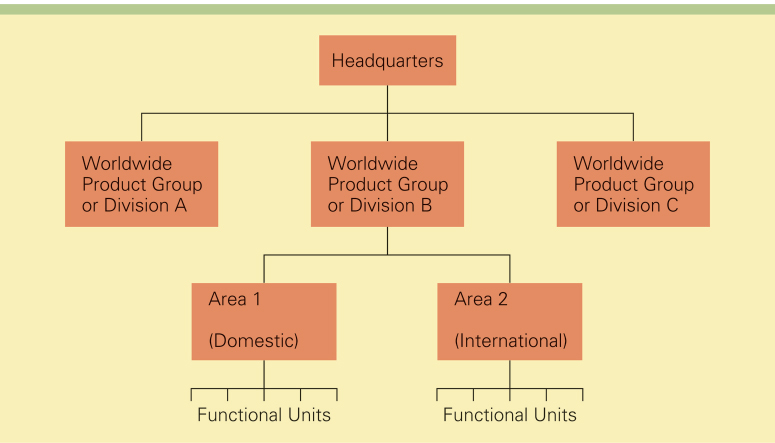 Headquarters
Worldwide
Product Group
or Division A
Worldwide
Product Group
or Division B
Worldwide
Product Group
or Division C
Area 1
(Domestic)
Area 2
(International)
Functional Units
Functional Units